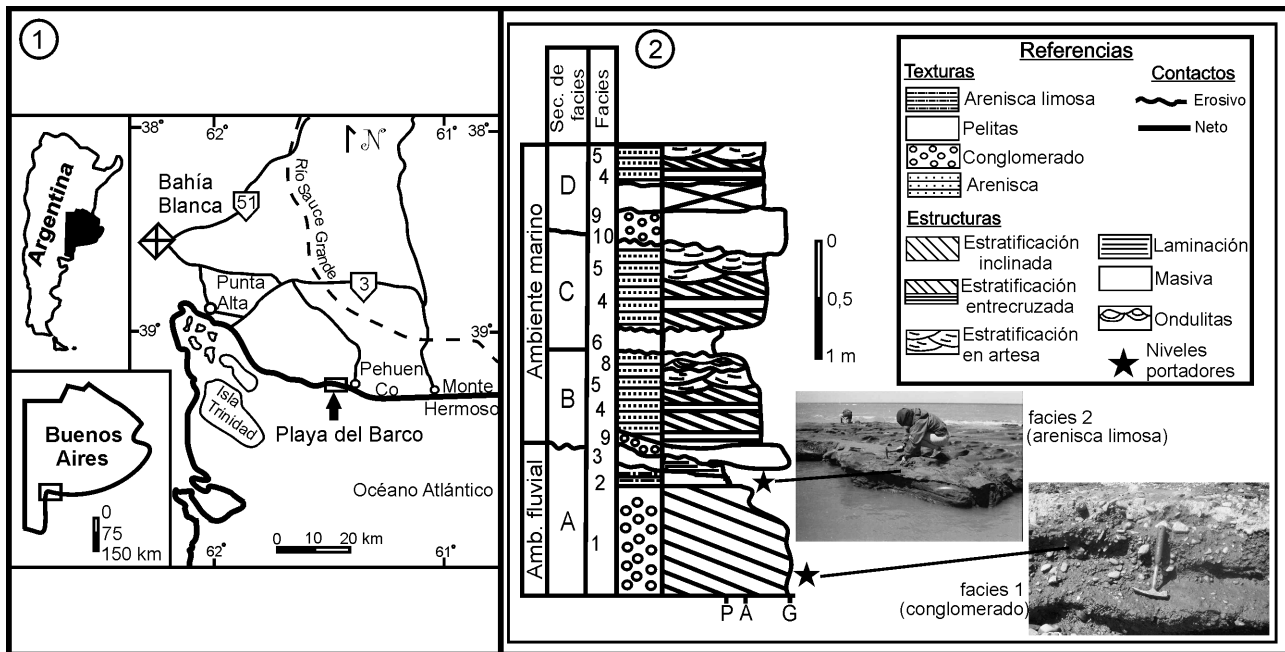 1
Argentina
Buenos
Aires
0
75
150 km
38°
62°
61°
38°
N
Bahía
Blanca
51
Río Sauce Grande
3
Punta
Alta
39°
39°
Pehuen
Co
Monte
Hermoso
Isla
Trinidad
Playa del Barco
Océano Atlántico
0 10 20 km
62°
61°
2
Sec. de
facies
Facies
Ambiente marino
Amb. fluvial
D
C
B
A
5
4
9
10
5
4
6
8
5
4
9
3
2
1
P A G
0
0,5
1 m
Referencias
Texturas
Arenisca limosa
Pelitas
Conglomerado
Arenisca
Contactos
Erosivo
Neto
Estructuras
Estratificación
inclinada
Estratificación
entrecruzada
Estratificación
en artesa
Laminación
Masiva
Ondulitas
Niveles
portadores
facies 2
(arenisca limosa)
facies 1
(conglomerado)